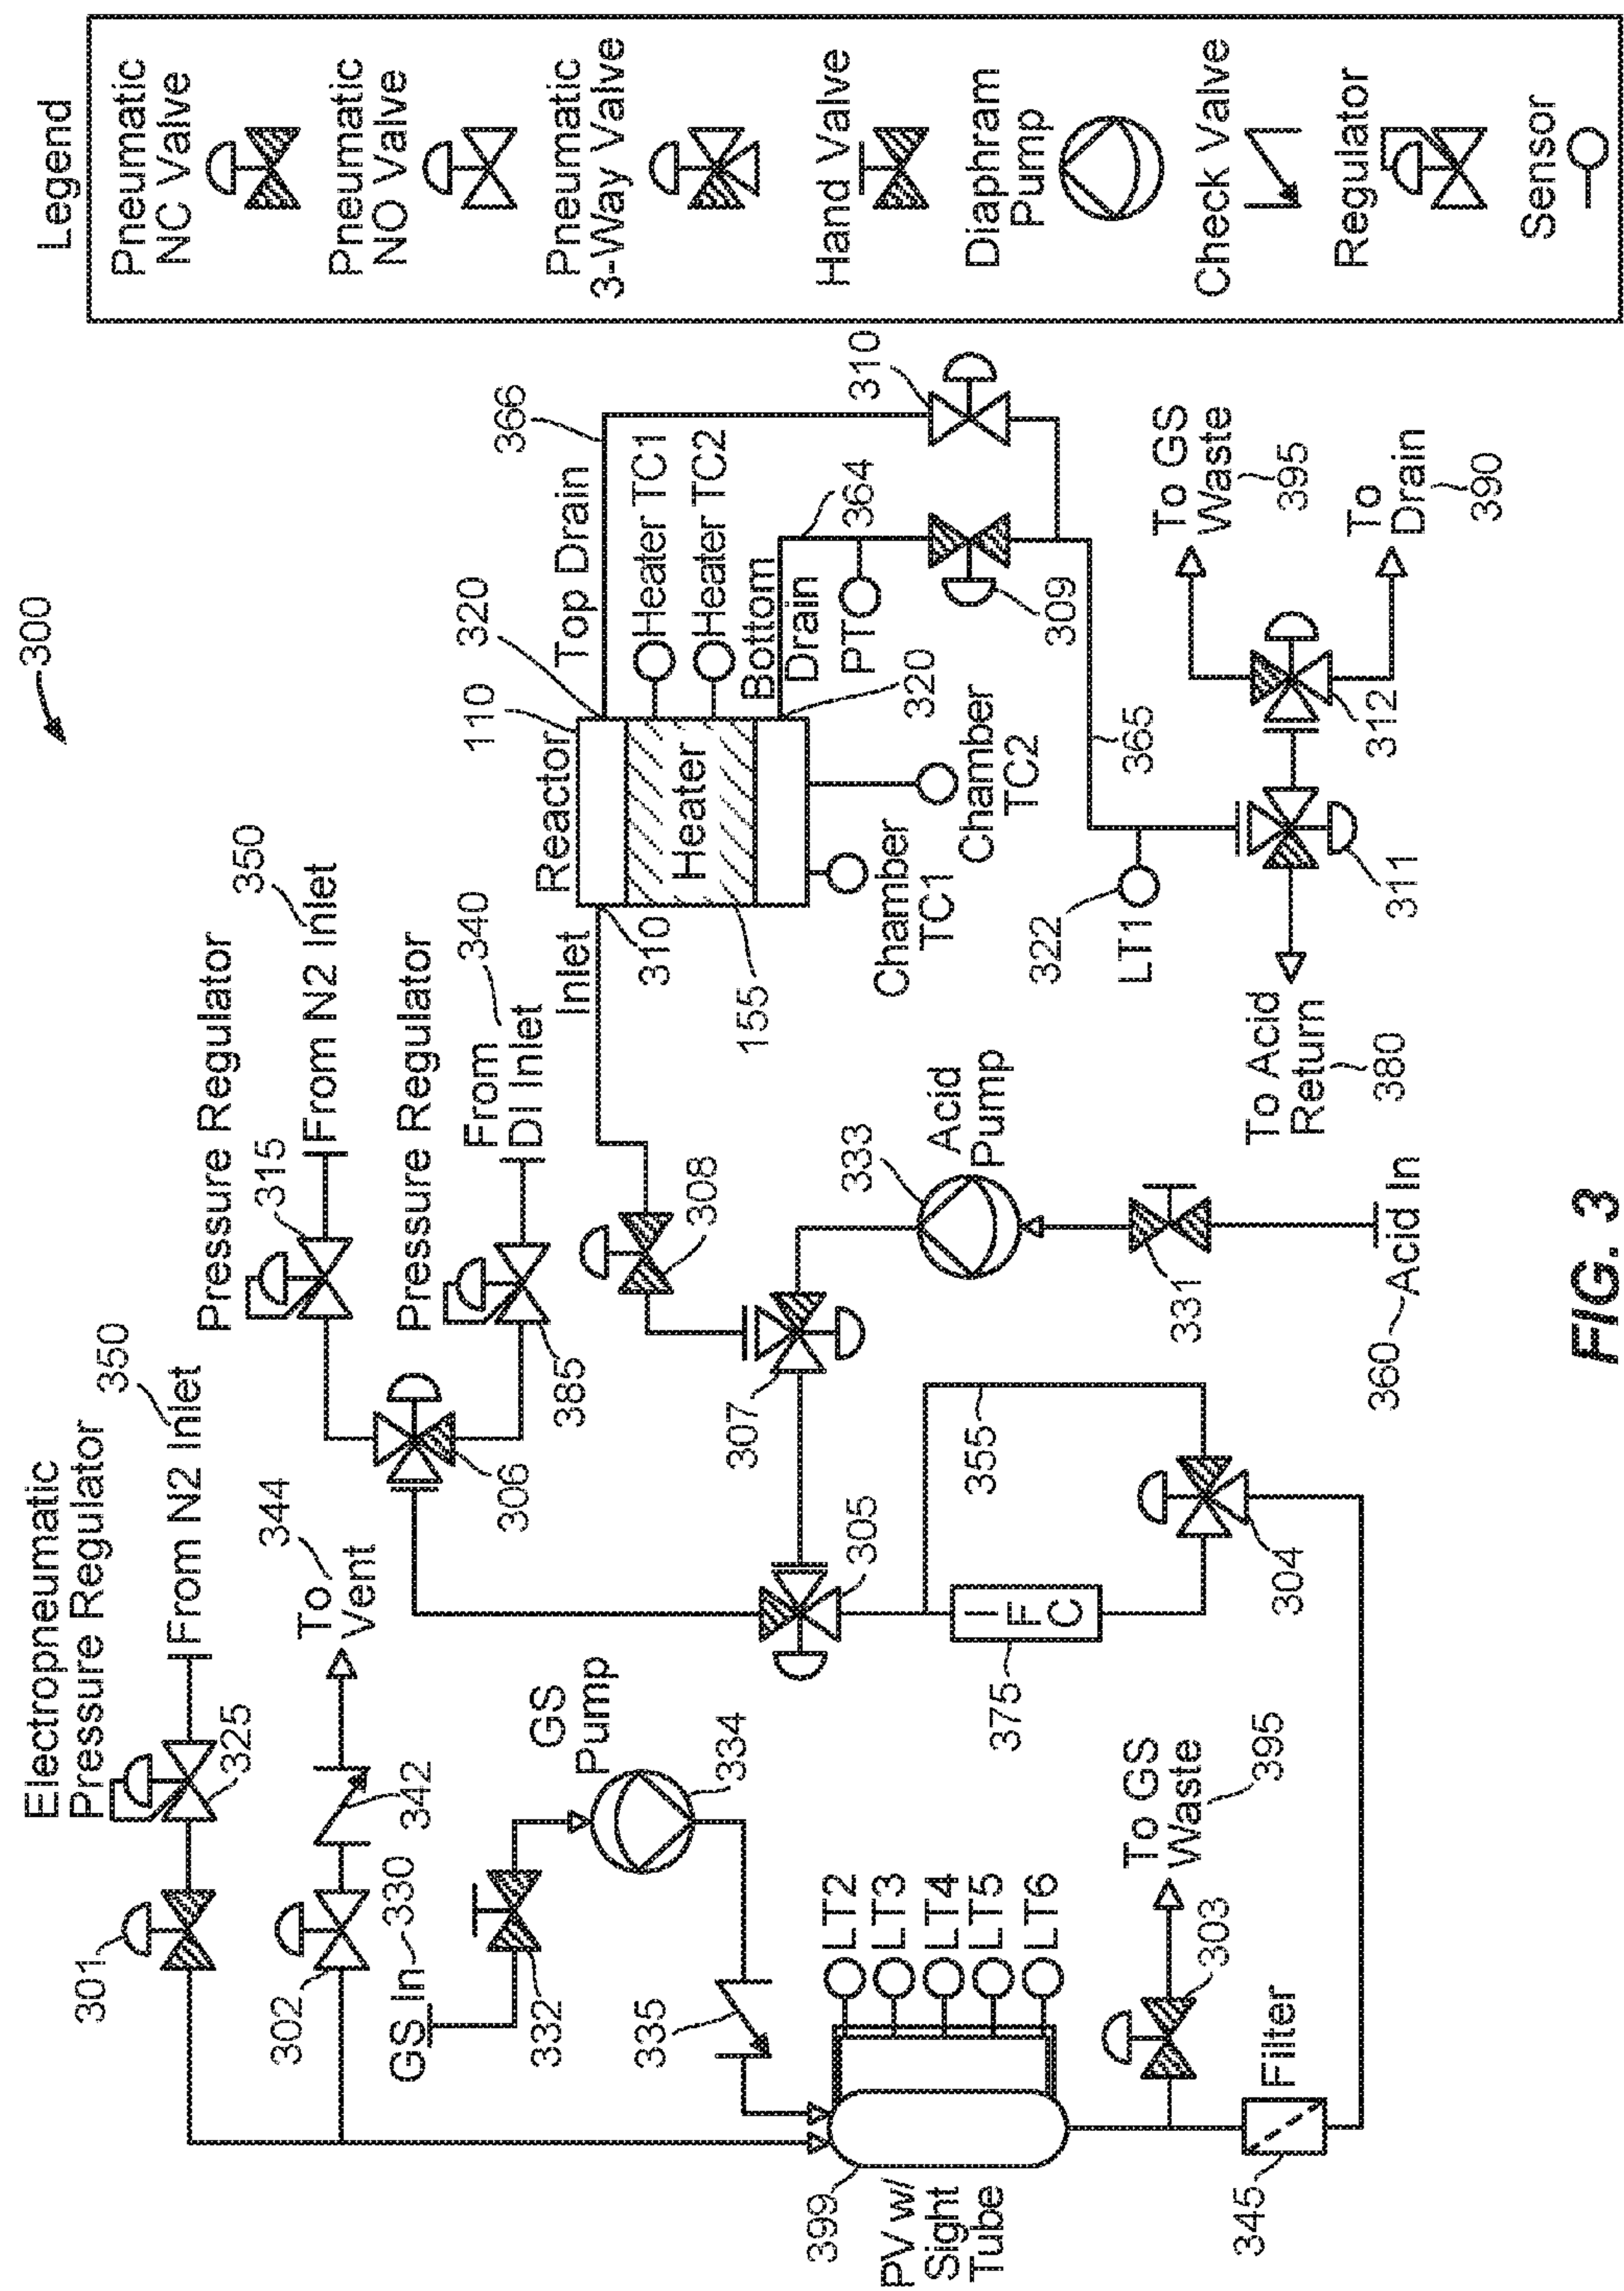 300
Electropneumatic
Pressure Regulator
From N2 Inlet
350
325
301
302
To
Vent
344
342
GS In
330
332
GS
Pump
334
335
399
PV w/
Sight
Tube
LT2
LT3
LT4
LT5
LT6
To GS
Waste
395
303
Filter
345
Pressure Regulator
From N2 Inlet
350
315
Pressure Regulator
From
DI Inlet
340
385
306
305
307
308
355
375
I
F
C
304
Acid
Pump
333
331
360
Acid In
Inlet
310
Reactor
110
Heater
155
320
Top Drain
366
Heater TC1
Heater TC2
Bottom
Drain
320
PT
364
310
309
Chamber
TC1
Chamber
TC2
365
322
LT1
311
312
To Acid
Return
380
To GS
Waste
395
To
Drain
390
Legend
Pneumatic
NC Valve
Pneumatic
NO Valve
Pneumatic
3-Way Valve
Hand Valve
Diaphram
Pump
Check Valve
Regulator
Sensor
FIG. 3